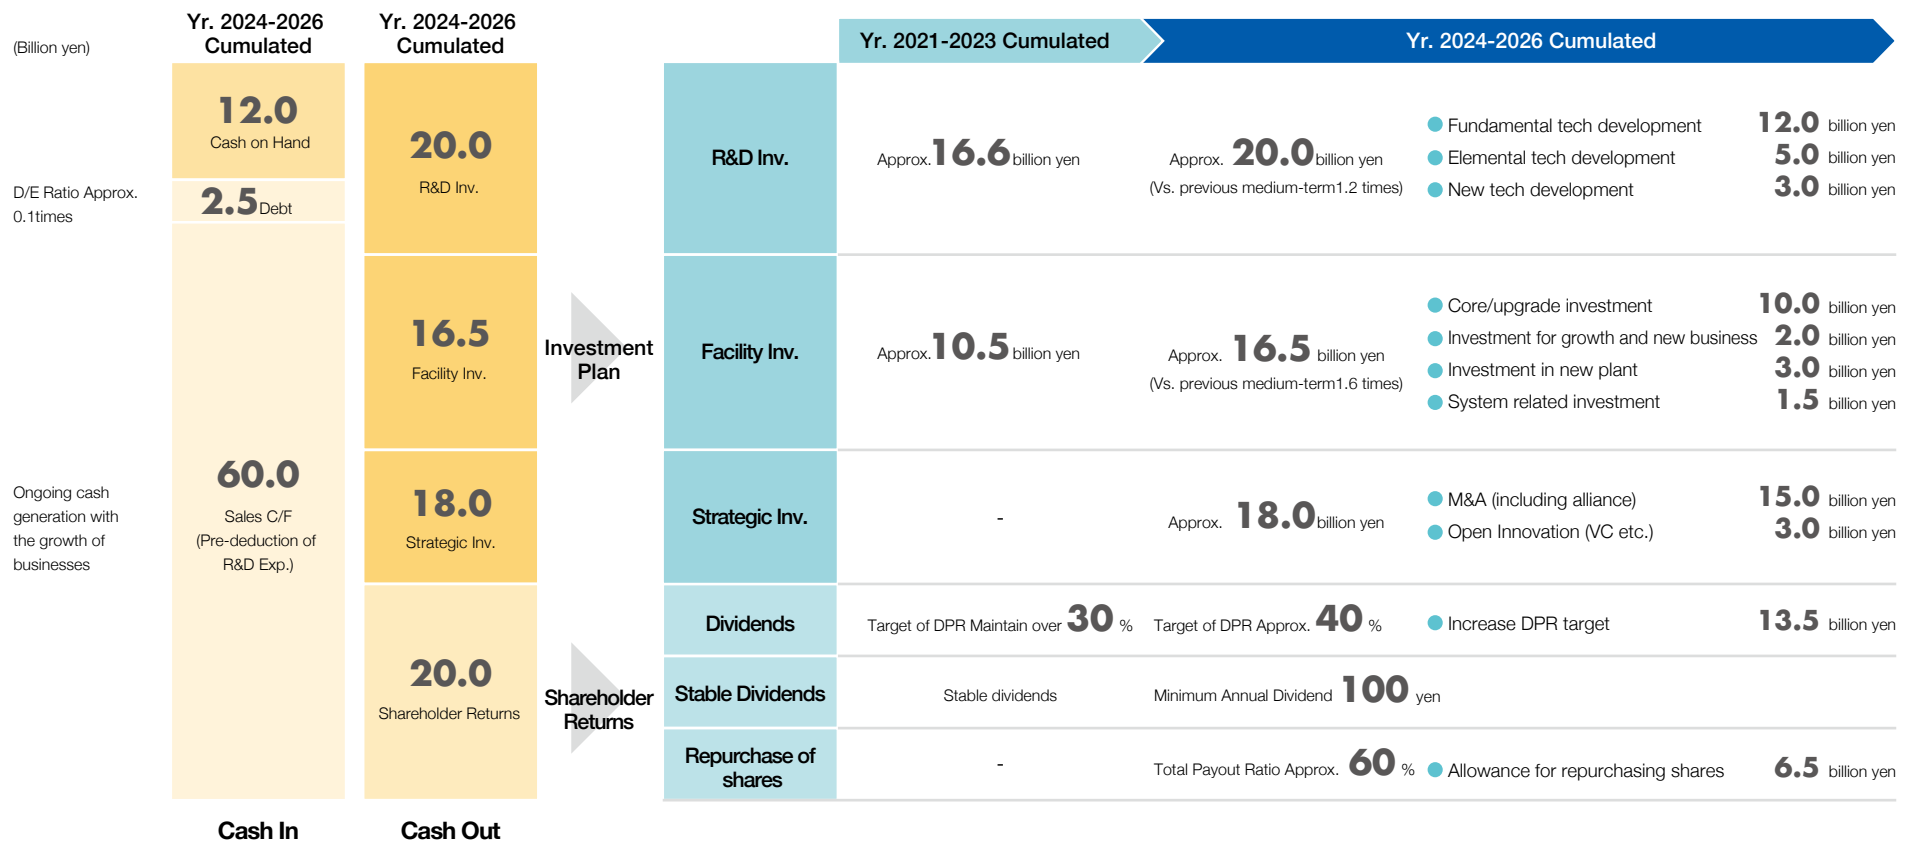 (Billion yen)
Yr. 2024-2026
Cumulated
Yr. 2024-2026
Cumulated
Yr. 2021-2023 Cumulated
Yr. 2024-2026 Cumulated
12.0
Cash on Hand
D/E Ratio Approx.
0.1times
2.5 Debt
Ongoing cash
generation with
the growth of
businesses
60.0
Sales C/F
(Pre-deduction of
R&D Exp.)
Cash In
20.0
R&D Inv.
16.5
Facility Inv.
18.0
Strategic Inv.
20.0
Shareholder Returns
Cash Out
Investment
Plan
Shareholder
Returns
R&D Inv.
Approx. 16.6 billion yen
Approx. 20.0 billion yen
(Vs. previous medium-term1.2 times)
Fundamental tech development 12.0 billion yen
Elemental tech development 5.0 billion yen
New tech development 3.0 billion yen
Facility Inv.
Approx. 10.5 billion yen
Approx. 16.5 billion yen
(Vs. previous medium-term1.6 times)
Core/upgrade investment 10.0 billion yen
Investment for growth and new business 2.0 billion yen
Investment in new plant 3.0 billion yen
System related investment 1.5 billion yen
Strategic Inv.
-
Approx. 18.0 billion yen
M&A (including alliance) 15.0 billion yen
Open Innovation (VC etc.) 3.0 billion yen
Dividends
Target of DPR Maintain over 30 %
Target of DPR Approx. 40 %
Increase DPR target 13.5 billion yen
Stable Dividends
Stable dividends
Minimum Annual Dividend 100 yen
Repurchase of
shares
-
Total Payout Ratio Approx. 60 %
Allowance for repurchasing shares 6.5 billion yen